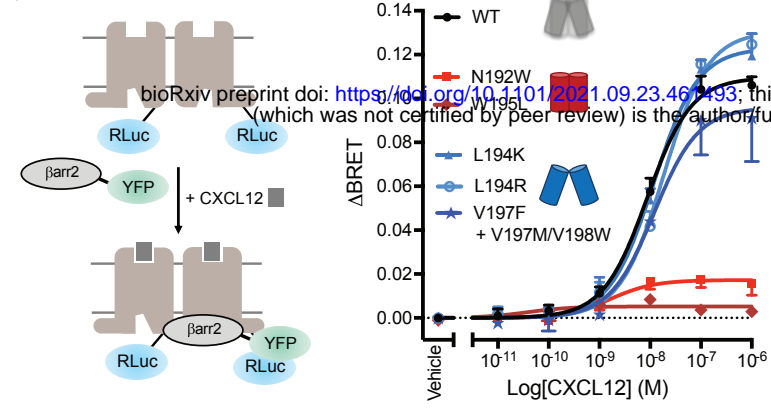 bioRxiv preprint doi: https://doi.org/10.1101/2021.09.23.461493; thi
(which was not certified by peer review) is the author/fu
RLuc
RLuc
βarr2
YFP
+ CXCL12
βarr2
YFP
RLuc
RLuc
ΔBRET
0.14
0.12
0.10
0.08
0.06
0.04
0.02
0.00
WT
N192W
W195L
L194K
L194R
V197F
+ V197M/V198W
Vehicle
10-11
10-10
10-9
10-8
10-7
10-6
Log[CXCL12] (M)